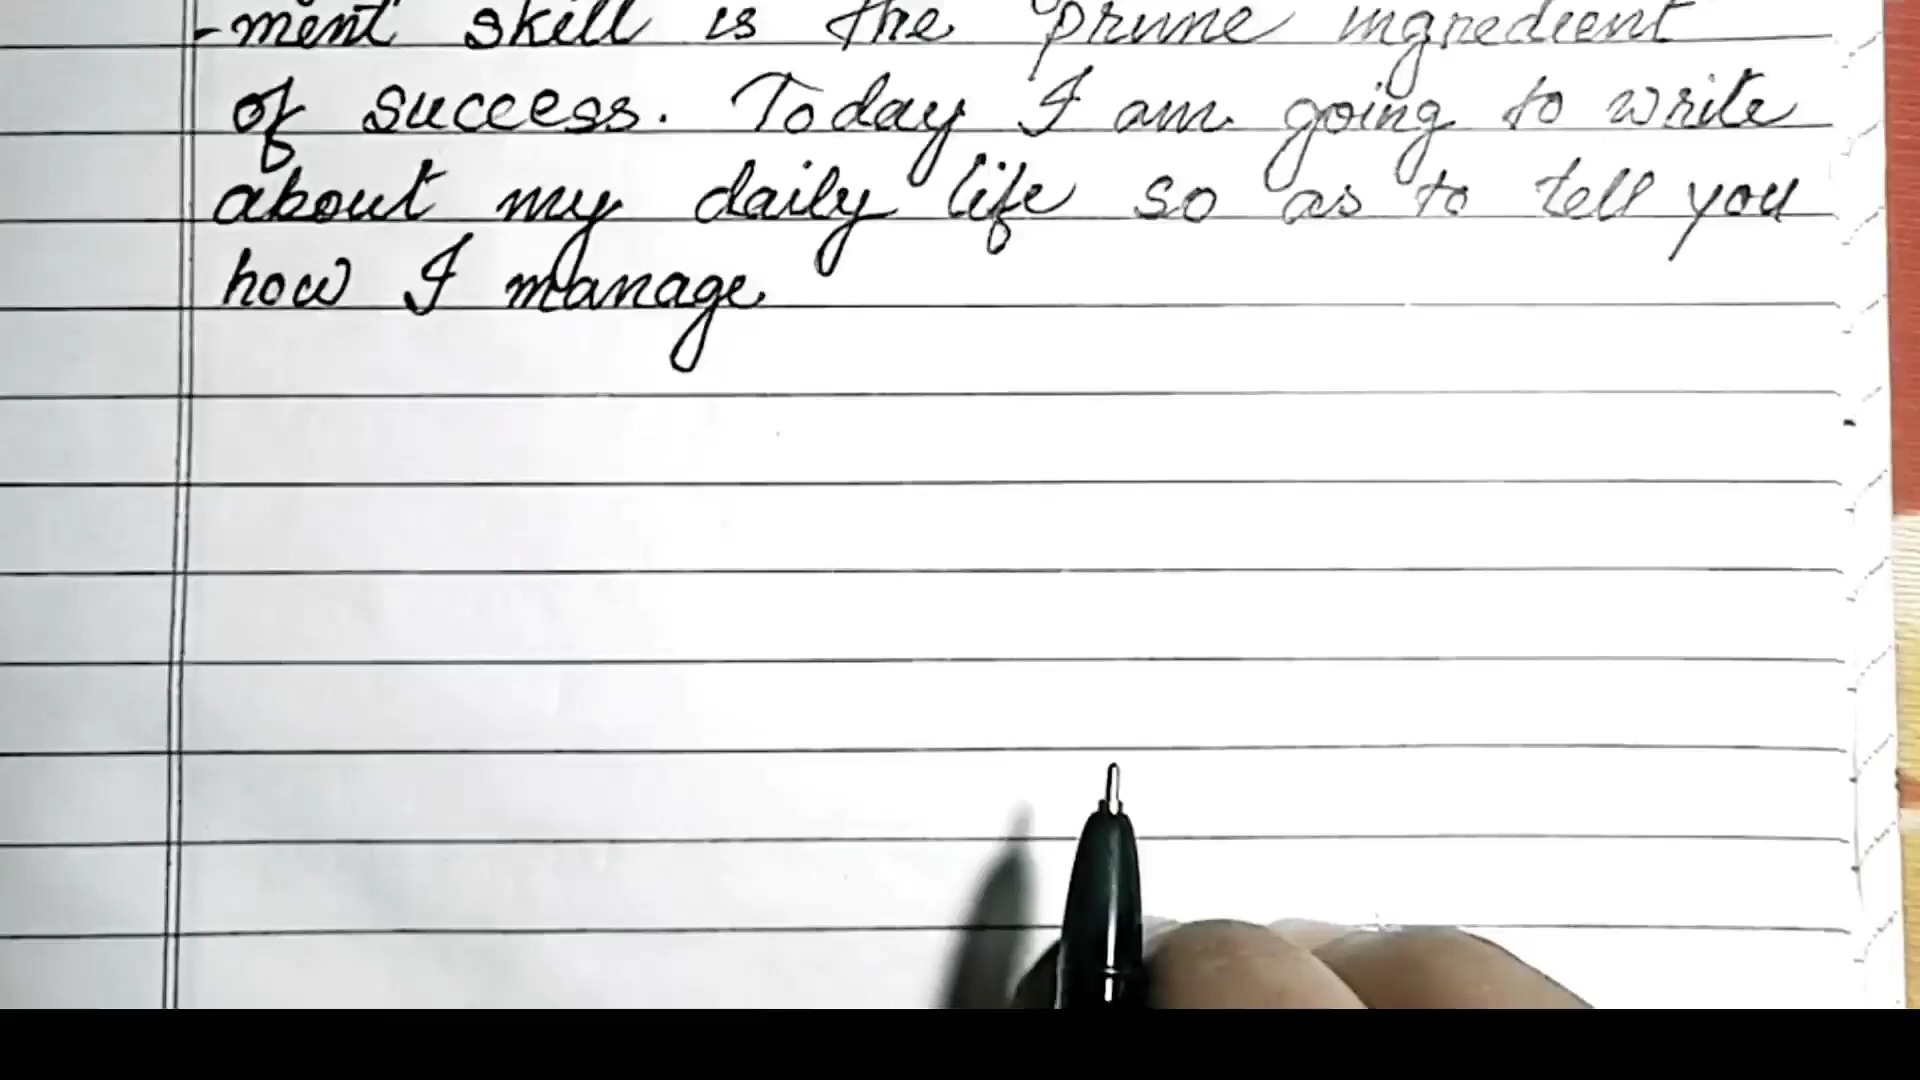 -ment skill is the prime ingredient
of success. Today I am going to write
about my daily life so as to tell you
how I manage